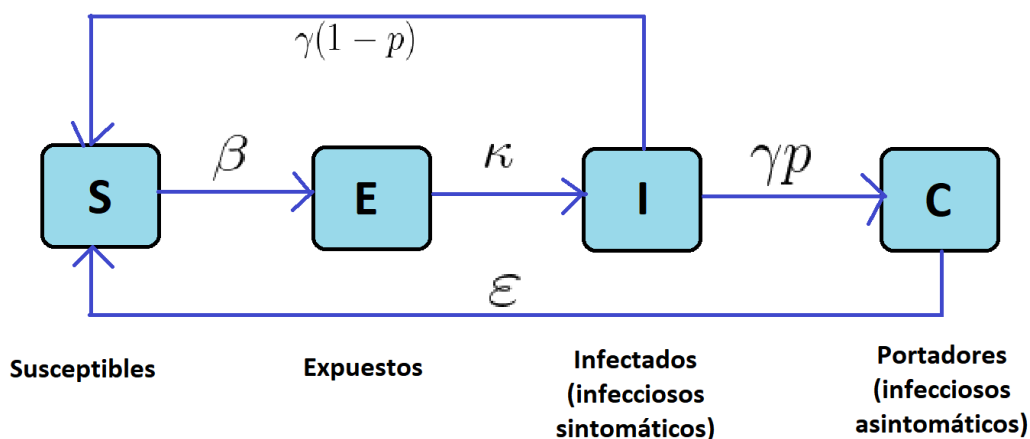 γ(1 − p)
β
κ
γp
S
E
I
C
ε
Susceptibles
Expuestos
Infectados
(infecciosos
sintomáticos)
Portadores
(infecciosos
asintomáticos)